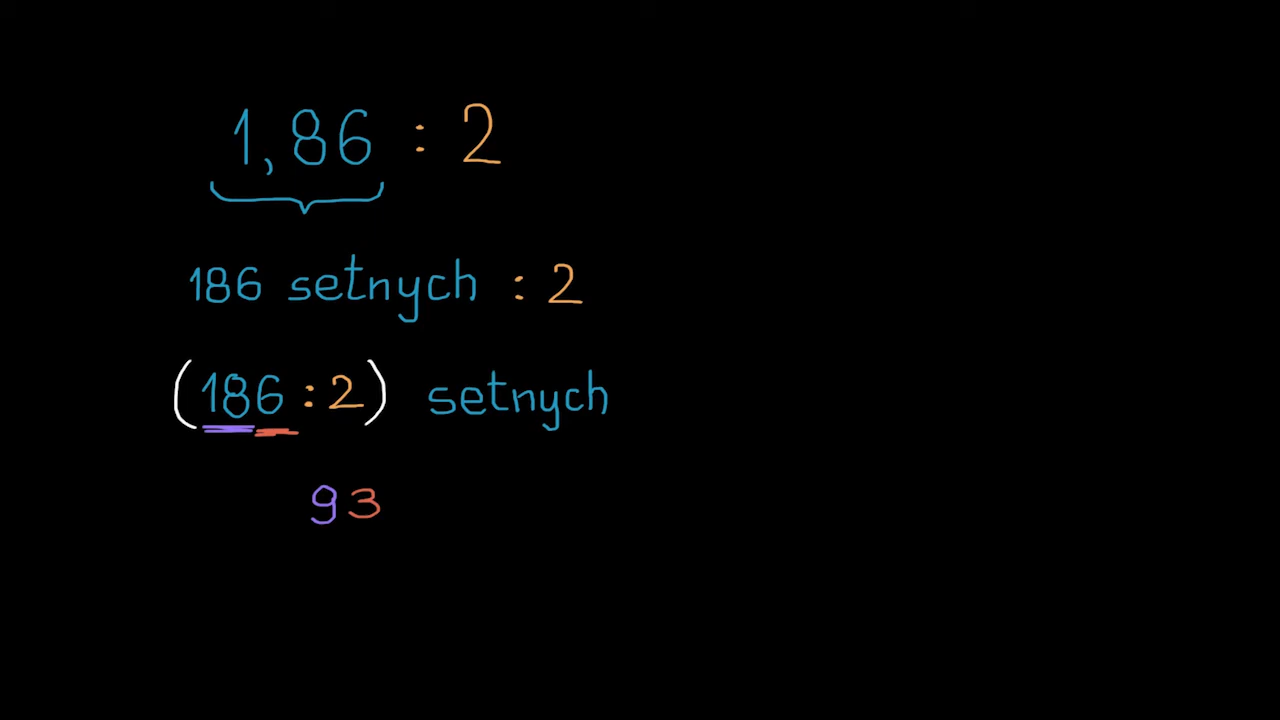 1,86 : 2
186 setnych : 2
(186 : 2) setnych
93